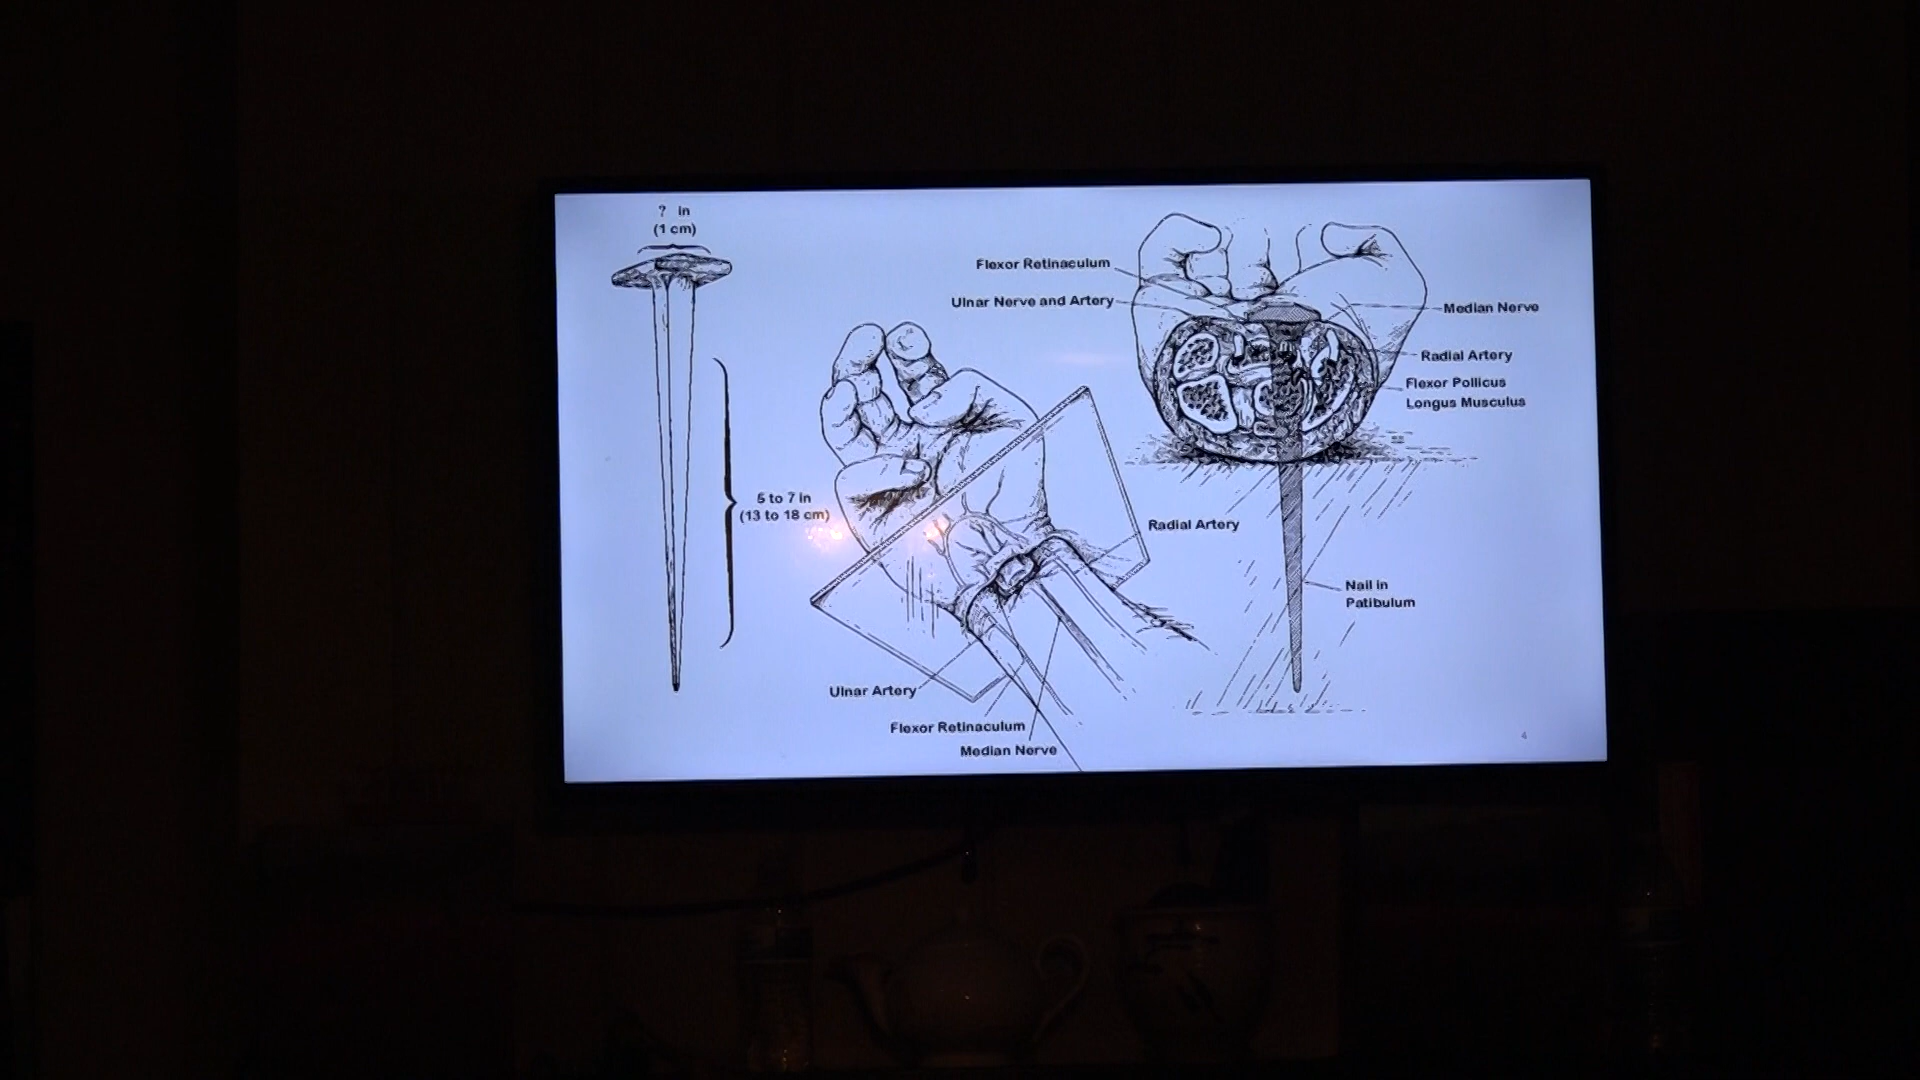 ? in
(1 cm)
5 to 7 in
(13 to 18 cm)
Flexor Retinaculum
Ulnar Nerve and Artery
Median Nerve
Radial Artery
Flexor Pollicus
Longus Musculus
Radial Artery
Nail in
Patibulum
Ulnar Artery
Flexor Retinaculum
Median Nerve
4